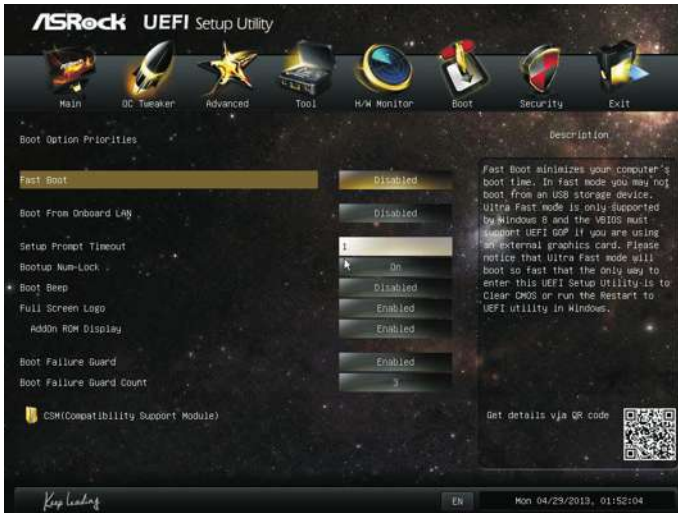 ASRock UEFI Setup Utility
Main OC Tweaker Advanced Tool H/W Monitor Boot Security Exit
Boot Option Priorities
Fast Boot Disabled
Boot From Onboard LAN Disabled
Setup Prompt Timeout 1
Bootup Num-Lock On
Boot Beep Disabled
Full Screen Logo Enabled
AddOn ROM Display Enabled
Boot Failure Guard Enabled
Boot Failure Guard Count 3
CSM(Compatibility Support Module)
Description
Fast Boot minimizes your computer's
boot time. In fast mode you may not
boot from an USB storage device.
Ultra Fast mode is only supported
by Windows 8 and the VBIOS must
support UEFI GOP if you are using
an external graphics card. Please
notice that Ultra Fast mode will
boot so fast that the only way to
enter this UEFI Setup Utility is to
Clear CMOS or run the Restart to
UEFI utility in Windows.
Get details via QR code
Keep Leading
EN Mon 04/29/2013, 01:52:04